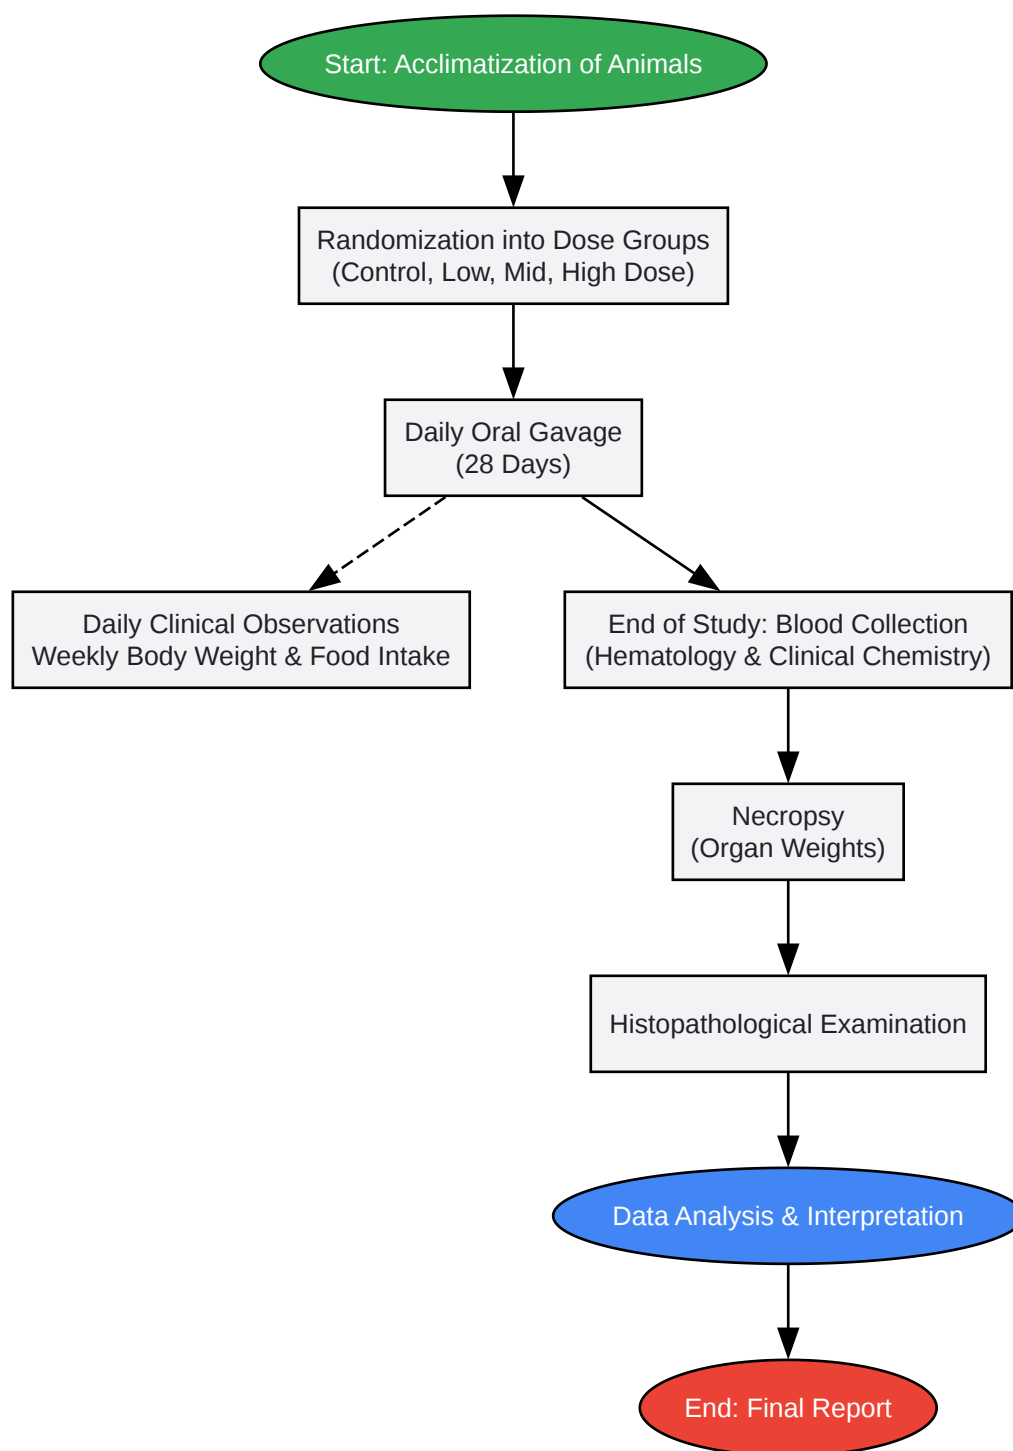 Start: Acclimatization of Animals
Randomization into Dose Groups
(Control, Low, Mid, High Dose)
Daily Oral Gavage
(28 Days)
Daily Clinical Observations
Weekly Body Weight & Food Intake
End of Study: Blood Collection
(Hematology & Clinical Chemistry)
Necropsy
(Organ Weights)
Histopathological Examination
Data Analysis & Interpretation
End: Final Report